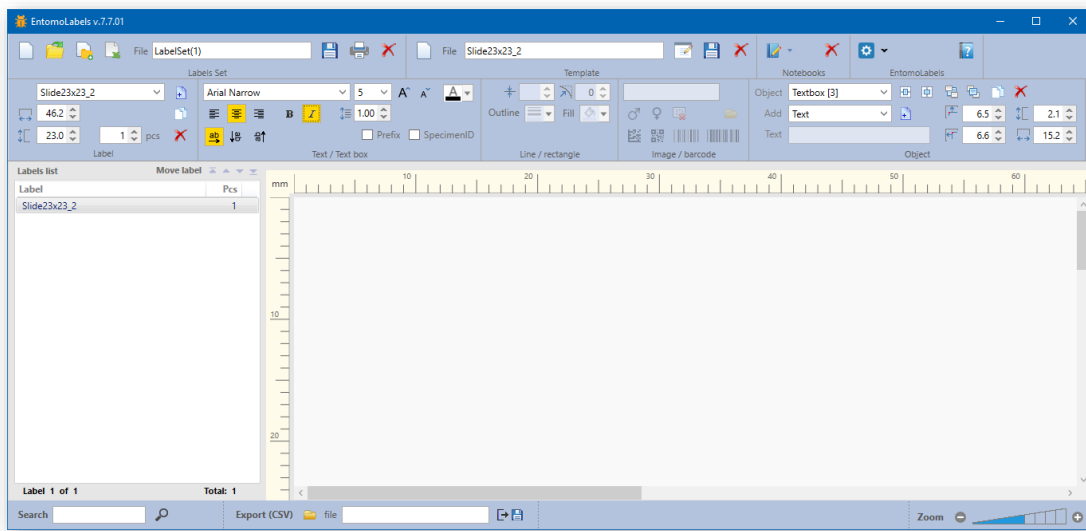 EntomoLabels v.7.7.01
File LabelSet(1) File Slide23x23_2
Labels Set Template Notebooks EntomoLabels
Slide23x23_2 Arial Narrow 5 A A A 0 Object Textbox [3]
46.2 B I 1.00 Outline Fill Add Text 6.5 2.1
23.0 1 pcs ab Prefix SpecimenID Text 6.6 15.2
Label Text / Text box Line / rectangle Image / barcode Object
Labels list Move label
mm 10 20 30 40 50 60
Label Pcs
Slide23x23_2 1
10
20
Label 1 of 1 Total: 1
Search Export (CSV) file Zoom